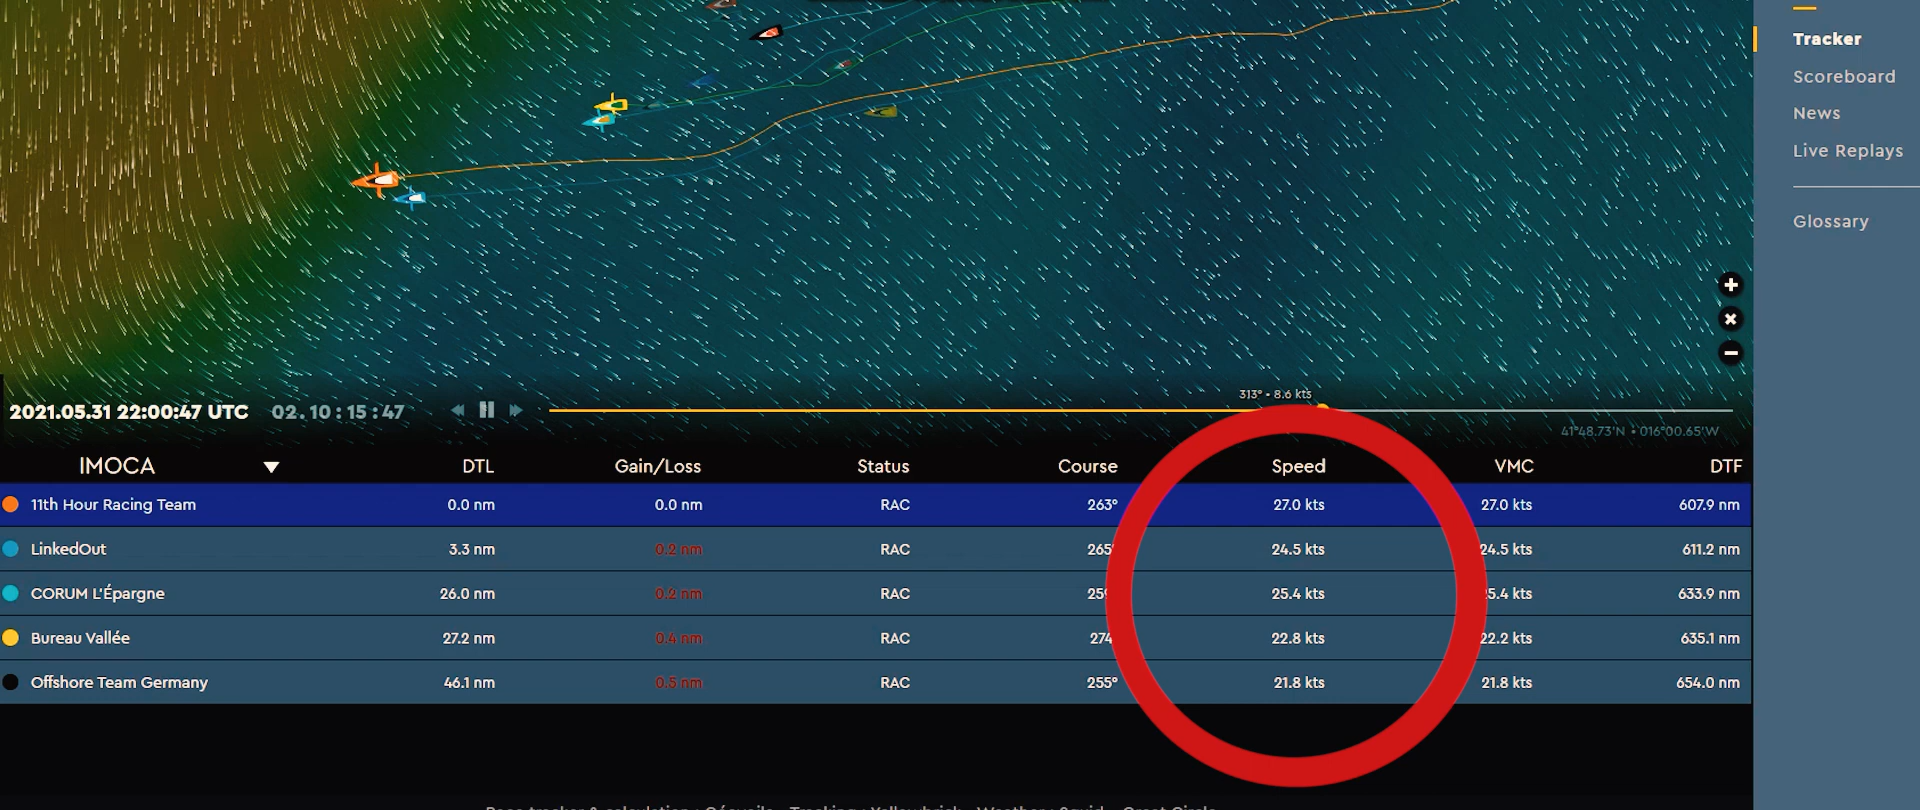 Tracker
Scoreboard
News
Live Replays
Glossary
313° • 8.6 kts
2021.05.31 22:00:47 UTC 02.10:15:47
41°48.73'N • 016°00.65'W
IMOCA DTL Gain/Loss Status Course Speed VMC DTF
11th Hour Racing Team 0.0 nm 0.0 nm RAC 263° 27.0 kts 27.0 kts 607.9 nm
LinkedOut 3.3 nm 0.2 nm RAC 265° 24.5 kts 24.5 kts 611.2 nm
CORUM L'Épargne 26.0 nm 0.2 nm RAC 259 25.4 kts 5.4 kts 633.9 nm
Bureau Vallée 27.2 nm 0.4 nm RAC 274 22.8 kts 22.2 kts 635.1 nm
Offshore Team Germany 46.1 nm 0.5 nm RAC 255° 21.8 kts 21.8 kts 654.0 nm